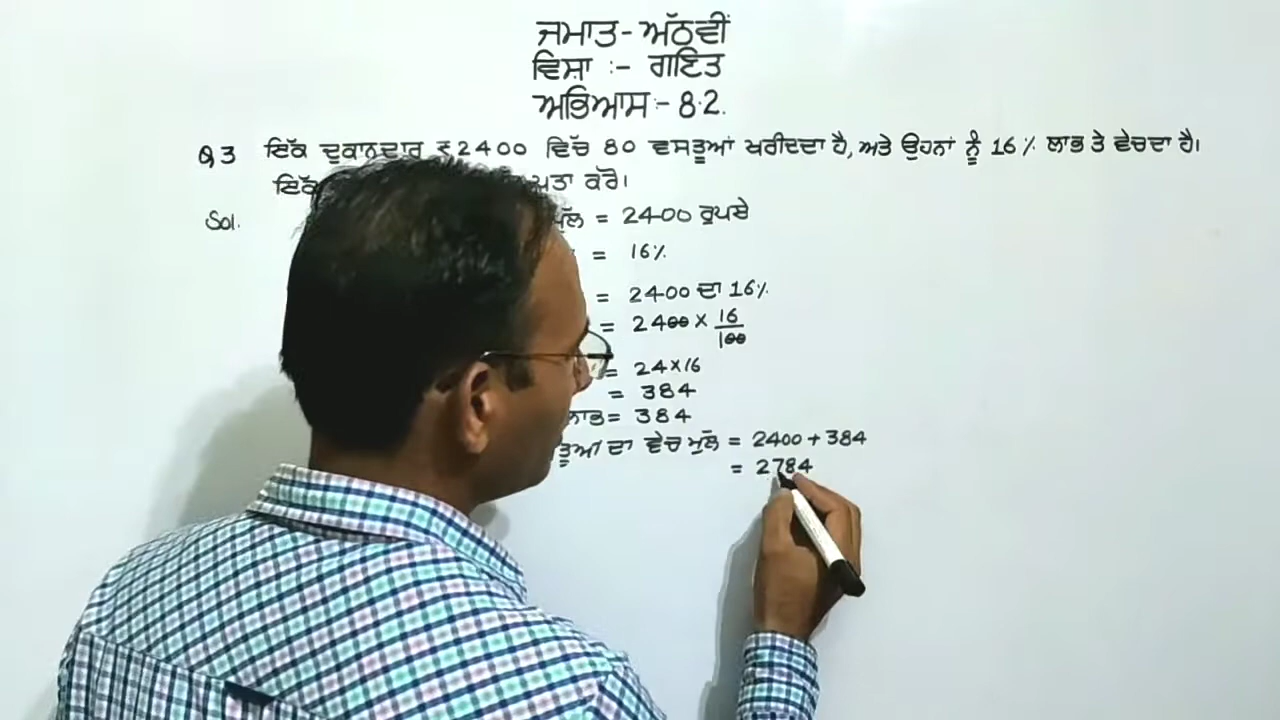 ਜਮਾਤ - ਅੱਠਵੀਂ
ਵਿਸ਼ਾ :- ਗਣਿਤ
ਅਭਿਆਸ :- 8.2.
Q 3 ਇੱਕ ਦੁਕਾਨਦਾਰ ₹2400 ਵਿੱਚ 80 ਵਸਤੂਆਂ ਖਰੀਦਦਾ ਹੈ, ਅਤੇ ਉਹਨਾਂ ਨੂੰ 16% ਲਾਭ ਤੇ ਵੇਚਦਾ ਹੈ।
ਇੱਕ ਪਤਾ ਕਰੋ।
Sol. ਮੁੱਲ = 2400 ਰੁਪਏ
= 16%
= 2400 ਦਾ 16%
= 2400 × 16/100
= 24×16
= 384
ਲਾਭ = 384
ਦਾ ਵੇਚ ਮੁੱਲ = 2400 + 384
= 2784